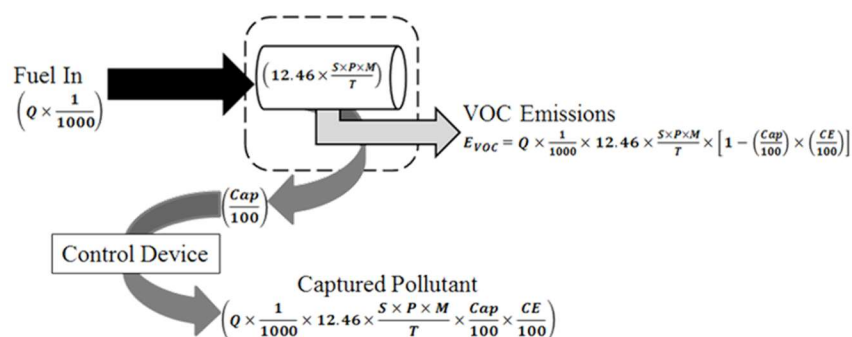 (12.46 × S×P×M/T)
Fuel In
(Q × 1/1000)
VOC Emissions
E_VOC = Q × 1/1000 × 12.46 × S×P×M/T × [1 − (Cap/100) × (CE/100)]
(Cap/100)
Control Device
Captured Pollutant
(Q × 1/1000 × 12.46 × S × P × M/T × Cap/100 × CE/100)